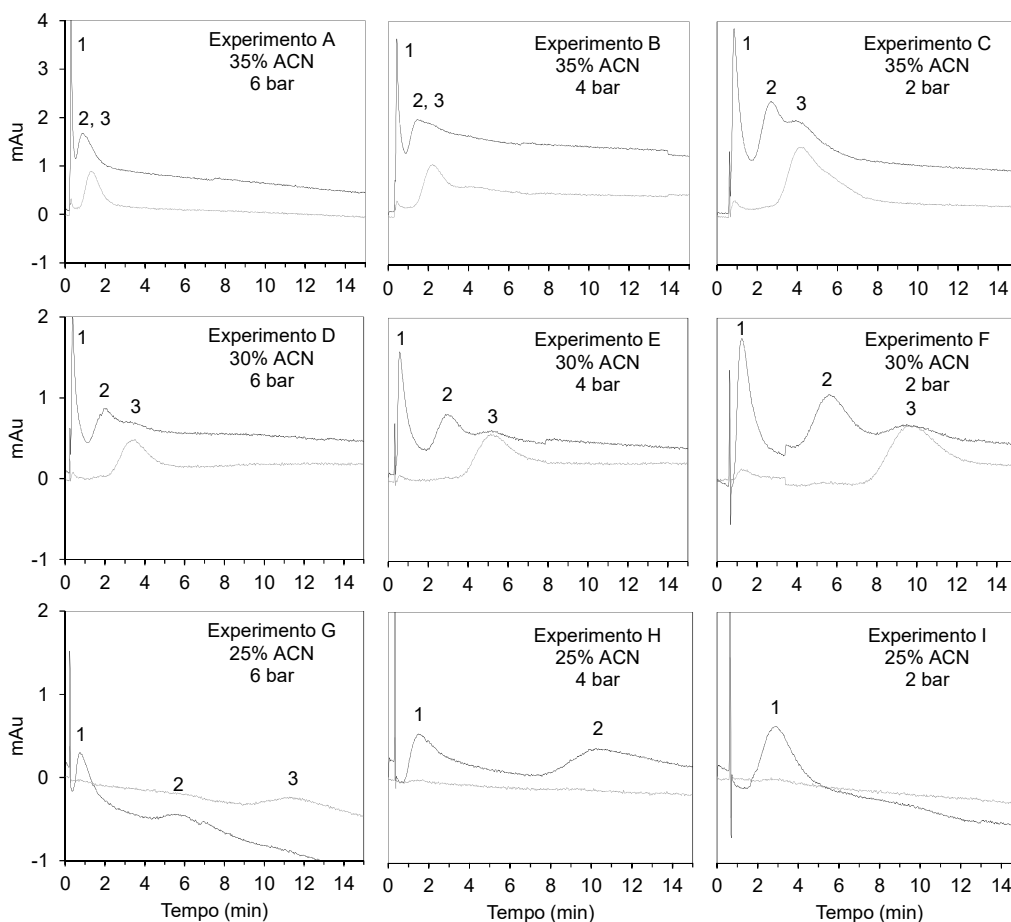 4
3
2
1
0
-1
mAu
1
2, 3
Experimento A
35% ACN
6 bar
0 2 4 6 8 10 12 14
1
2, 3
Experimento B
35% ACN
4 bar
0 2 4 6 8 10 12 14
1
2
3
Experimento C
35% ACN
2 bar
0 2 4 6 8 10 12 14
2
1
0
-1
mAu
1
2
3
Experimento D
30% ACN
6 bar
0 2 4 6 8 10 12 14
1
2
3
Experimento E
30% ACN
4 bar
0 2 4 6 8 10 12 14
1
2
3
Experimento F
30% ACN
2 bar
0 2 4 6 8 10 12 14
2
1
0
-1
mAu
1
2
3
Experimento G
25% ACN
6 bar
0 2 4 6 8 10 12 14
Tempo (min)
1
2
Experimento H
25% ACN
4 bar
0 2 4 6 8 10 12 14
Tempo (min)
1
Experimento I
25% ACN
2 bar
0 2 4 6 8 10 12 14
Tempo (min)